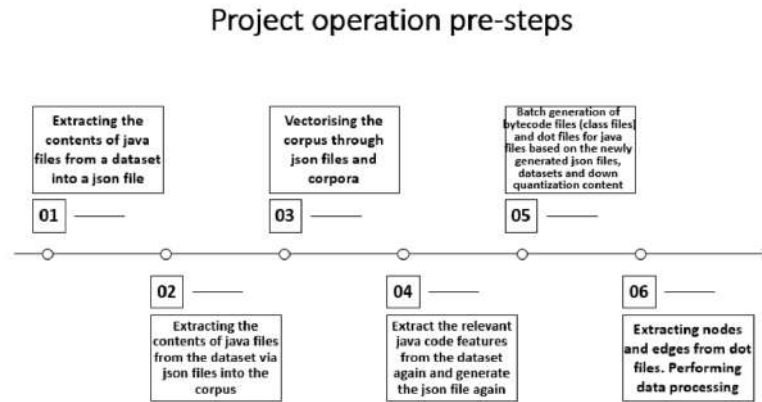 Project operation pre-steps
Extracting the
contents of java
files from a dataset
into a json file
01
Extracting the
contents of java files
from the dataset via
json files into the
corpus
02
Vectorising the
corpus through
json files and
corpora
03
Extract the relevant
java code features
from the dataset
again and generate
the json file again
04
Batch generation of
bytecode files (class files)
and dot files for java
files based on the newly
generated json files,
datasets and down
quantization content
05
06
Extracting nodes
and edges from dot
files. Performing
data processing